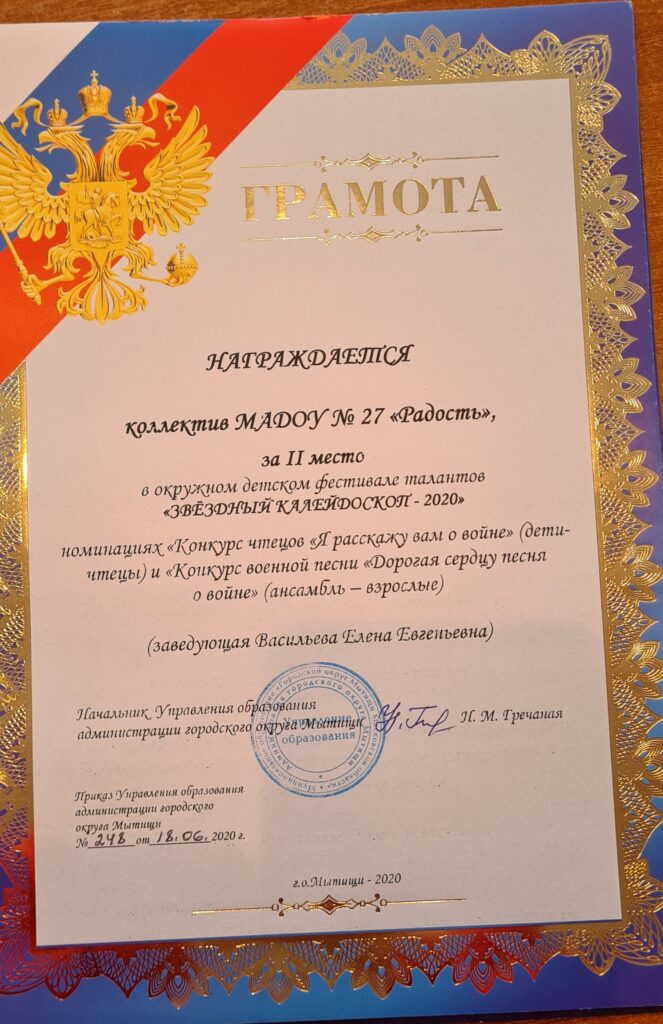 ГРАМОТА
НАГРАЖДАЕТСЯ
коллектив МАДОУ № 27 «Радость»,
за II место
в окружном детском фестивале талантов
«ЗВЁЗДНЫЙ КАЛЕЙДОСКОП - 2020»
номинациях «Конкурс чтецов «Я расскажу вам о войне» (дети-
чтецы) и «Конкурс военной песни «Дорогая сердцу песня
о войне» (ансамбль – взрослые)
(заведующая Васильева Елена Евгеньевна)
Начальник Управления образования
администрации городского округа Мытищи Н. М. Гречаная
Управление
образования
Приказ Управления образования
администрации городского
округа Мытищи
№ 248 от 18.06. 2020 г.
г.о.Мытищи - 2020